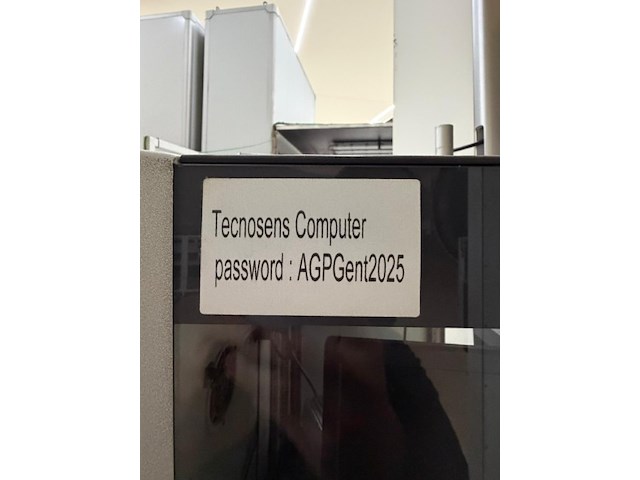 Tecnosens Computer
password : AGPGent2025